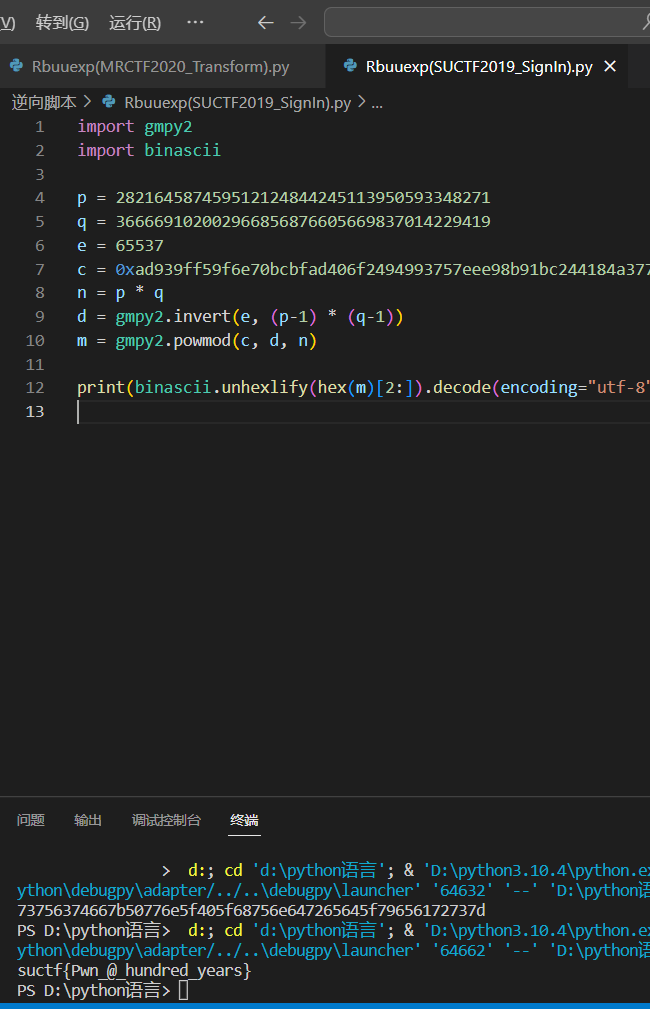 V) 转到(G) 运行(R) ··· ← →
Rbuuexp(MRCTF2020_Transform).py Rbuuexp(SUCTF2019_SignIn).py ×
逆向脚本 > Rbuuexp(SUCTF2019_SignIn).py > ...
1 import gmpy2
2 import binascii
3
4 p = 282164587459512124844245113950593348271
5 q = 366669102002966856876605669837014229419
6 e = 65537
7 c = 0xad939ff59f6e70bcbfad406f2494993757eee98b91bc244184a377
8 n = p * q
9 d = gmpy2.invert(e, (p-1) * (q-1))
10 m = gmpy2.powmod(c, d, n)
11
12 print(binascii.unhexlify(hex(m)[2:]).decode(encoding="utf-8"
13
问题 输出 调试控制台 终端
> d:; cd 'd:\python语言'; & 'D:\python3.10.4\python.ex
ython\debugpy\adapter/../..\debugpy\launcher' '64632' '--' 'D:\python语
73756374667b50776e5f405f68756e647265645f79656172737d
PS D:\python语言> d:; cd 'd:\python语言'; & 'D:\python3.10.4\python.ex
ython\debugpy\adapter/../..\debugpy\launcher' '64662' '--' 'D:\python语
suctf{Pwn_@_hundred_years}
PS D:\python语言>